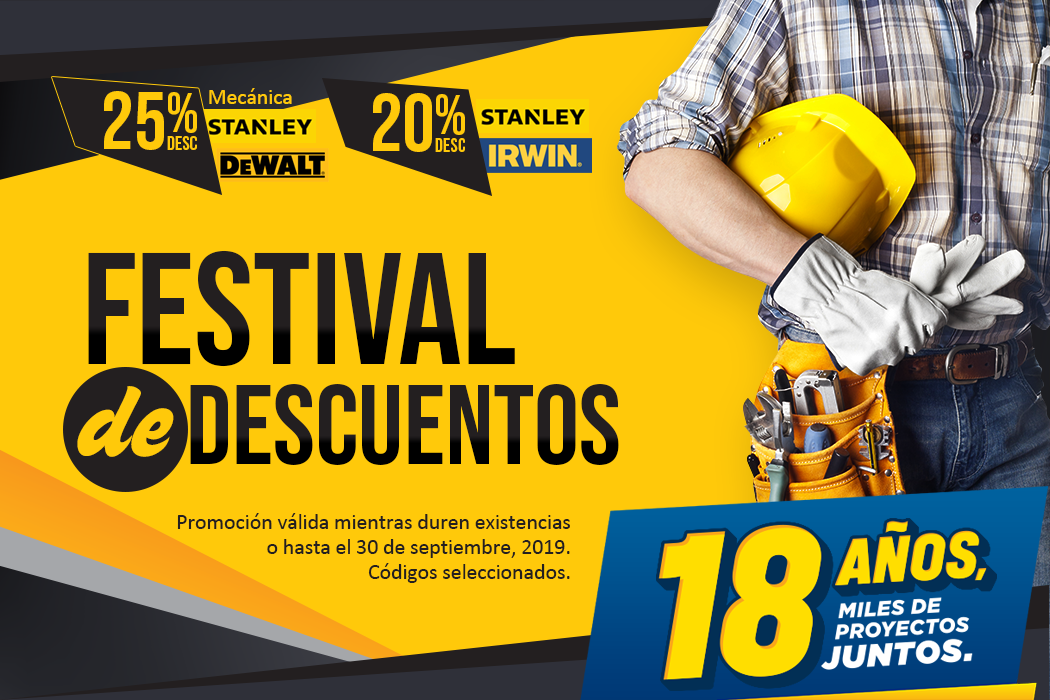 25% DESC
Mecánica
STANLEY
DEWALT
20% DESC
STANLEY
IRWIN
FESTIVAL
de DESCUENTOS
Promoción válida mientras duren existencias
o hasta el 30 de septiembre, 2019.
Códigos seleccionados.
18 AÑOS,
MILES DE
PROYECTOS
JUNTOS.